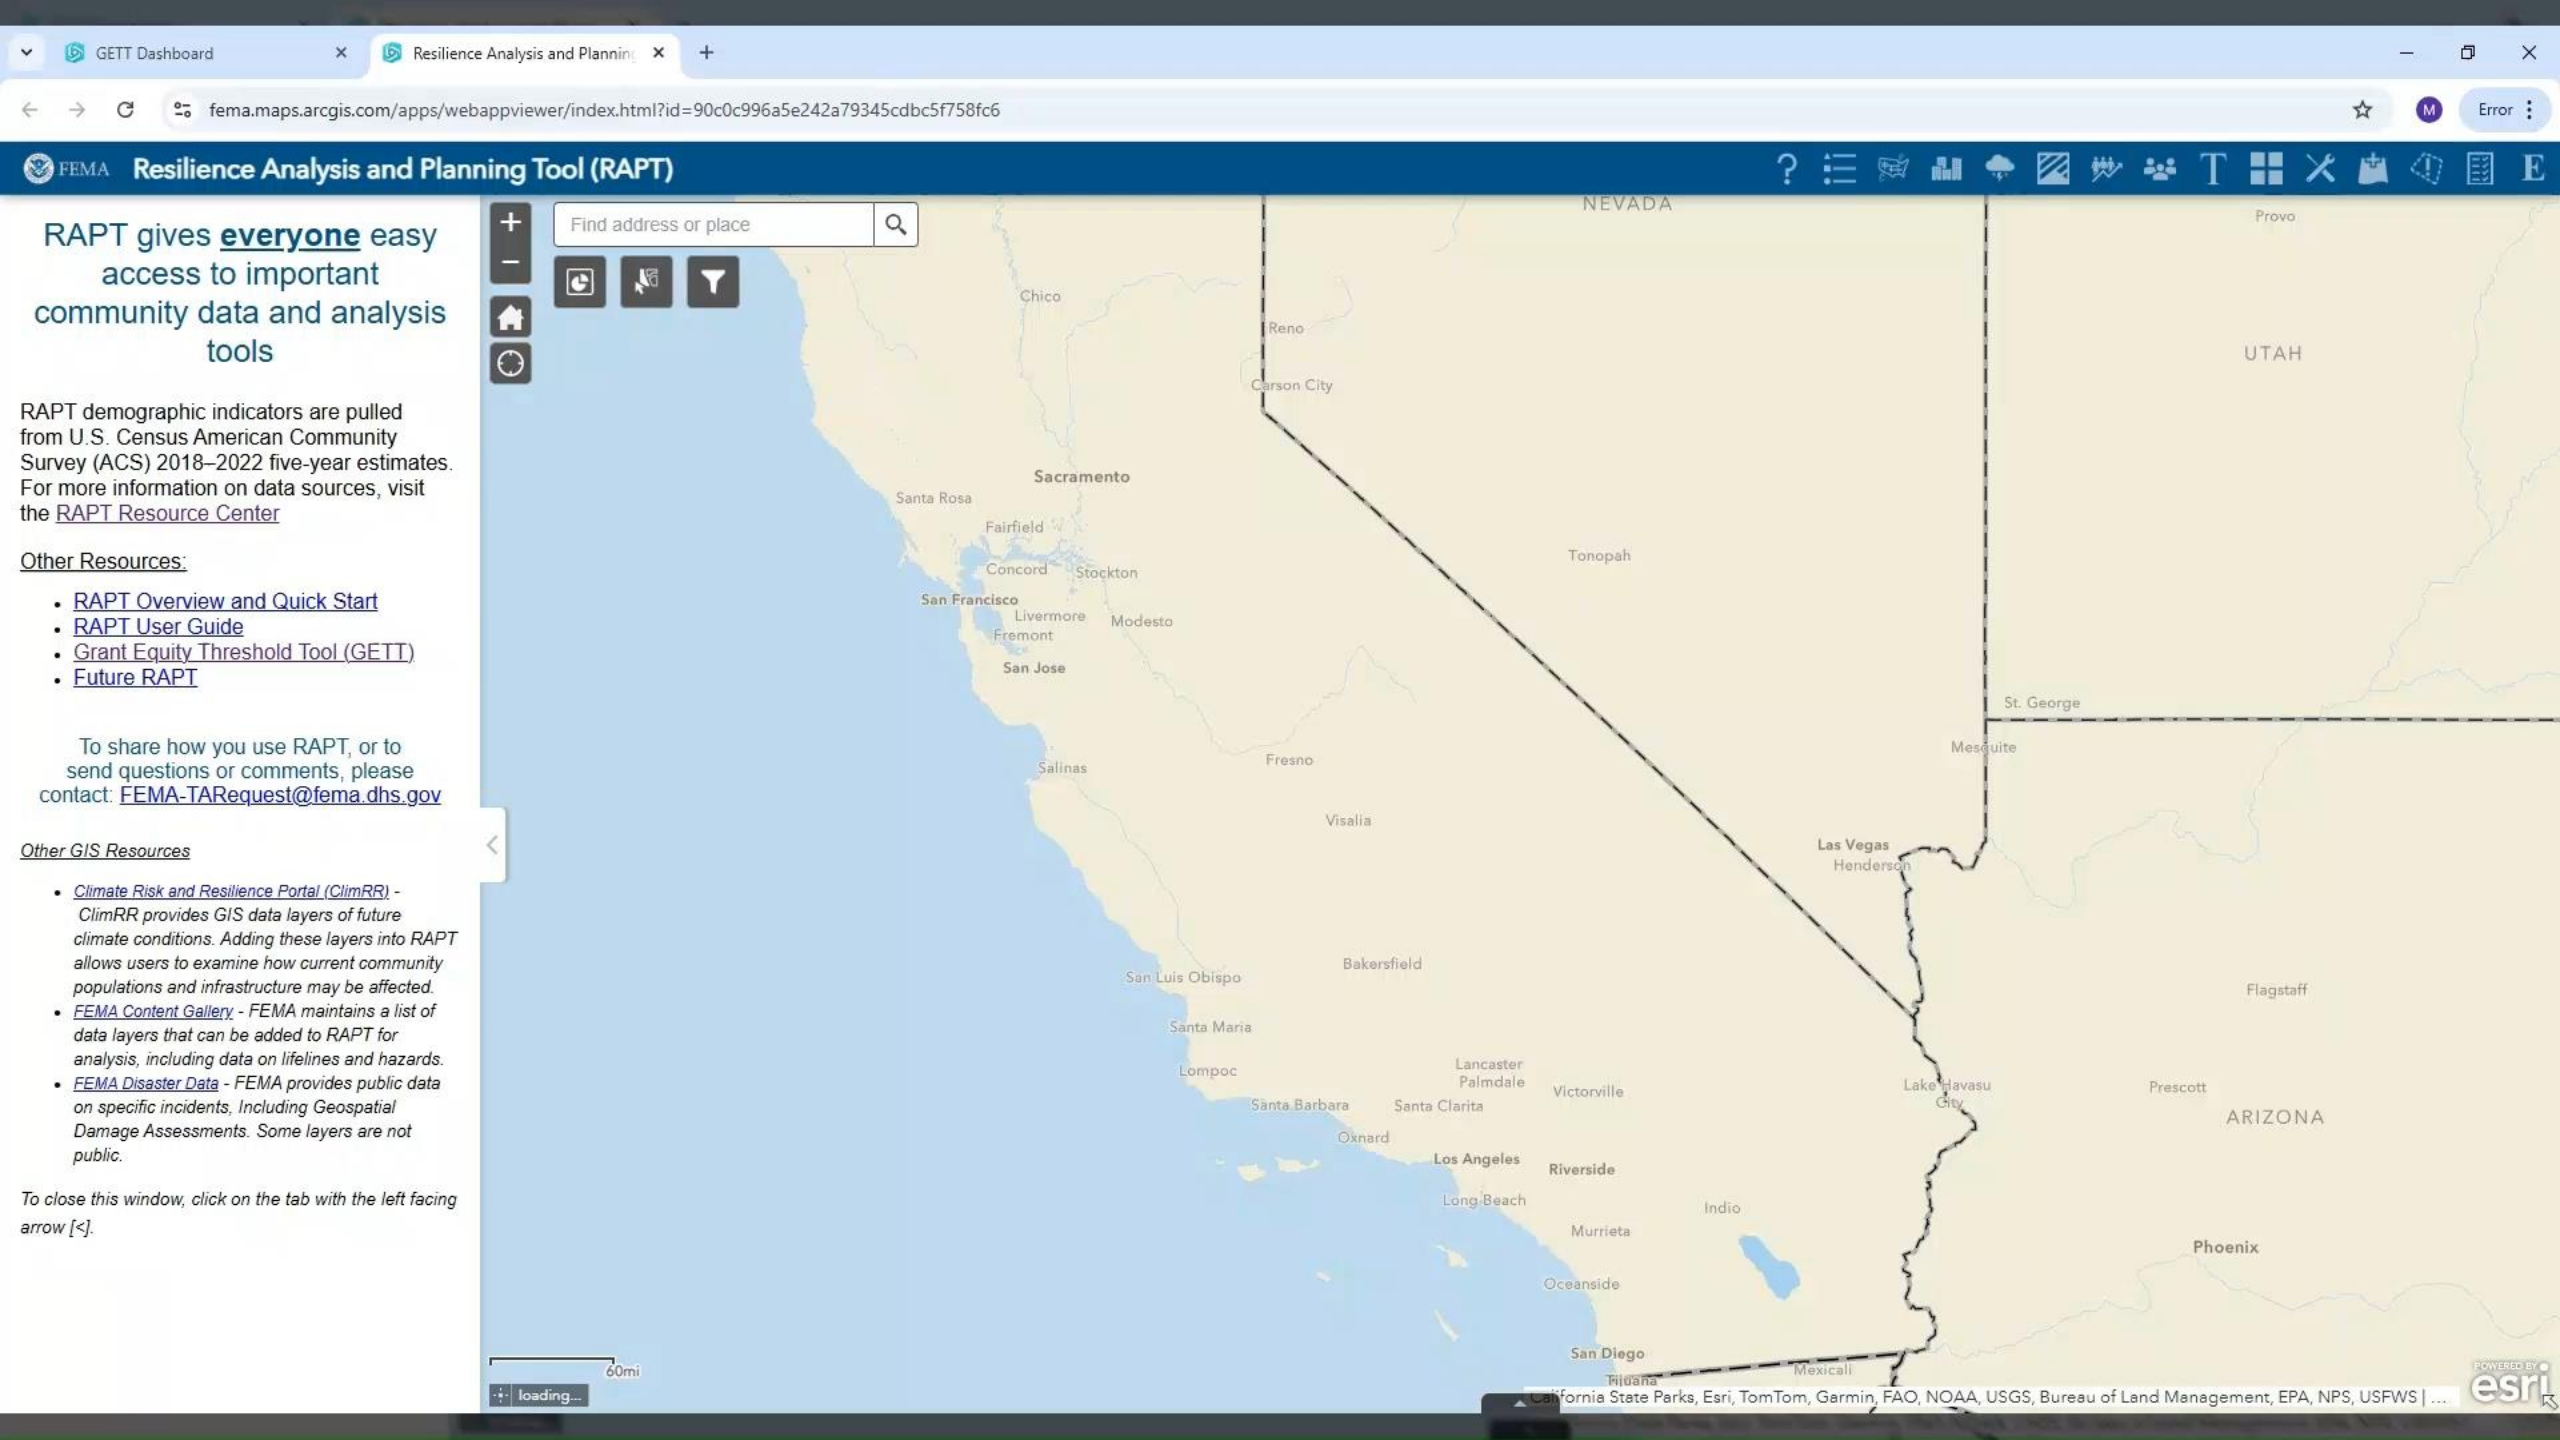 GETT Dashboard
Resilience Analysis and Planning
fema.maps.arcgis.com/apps/webappviewer/index.html?id=90c0c996a5e242a79345cdbc5f758fc6
M
Error
FEMA
Resilience Analysis and Planning Tool (RAPT)
?
T
E
RAPT gives everyone easy
access to important
community data and analysis
tools
RAPT demographic indicators are pulled
from U.S. Census American Community
Survey (ACS) 2018–2022 five-year estimates.
For more information on data sources, visit
the RAPT Resource Center
Other Resources:
• RAPT Overview and Quick Start
• RAPT User Guide
• Grant Equity Threshold Tool (GETT)
• Future RAPT
To share how you use RAPT, or to
send questions or comments, please
contact: FEMA-TARequest@fema.dhs.gov
Other GIS Resources
• Climate Risk and Resilience Portal (ClimRR) -
ClimRR provides GIS data layers of future
climate conditions. Adding these layers into RAPT
allows users to examine how current community
populations and infrastructure may be affected.
• FEMA Content Gallery - FEMA maintains a list of
data layers that can be added to RAPT for
analysis, including data on lifelines and hazards.
• FEMA Disaster Data - FEMA provides public data
on specific incidents, Including Geospatial
Damage Assessments. Some layers are not
public.
To close this window, click on the tab with the left facing
arrow [<].
+
−
Find address or place
NEVADA
Provo
Chico
Reno
UTAH
Carson City
Sacramento
Santa Rosa
Fairfield
Tonopah
Concord
Stockton
San Francisco
Livermore
Modesto
Fremont
San Jose
St. George
Mesquite
Fresno
Salinas
Visalia
Las Vegas
Henderson
Bakersfield
San Luis Obispo
Flagstaff
Santa Maria
Lancaster
Palmdale
Lompoc
Victorville
Lake Havasu
City
Prescott
Santa Barbara
Santa Clarita
ARIZONA
Oxnard
Los Angeles
Riverside
Long Beach
Indio
Murrieta
Phoenix
Oceanside
San Diego
Mexicali
Tijuana
60mi
loading...
California State Parks, Esri, TomTom, Garmin, FAO, NOAA, USGS, Bureau of Land Management, EPA, NPS, USFWS | ...
POWERED BY
esri